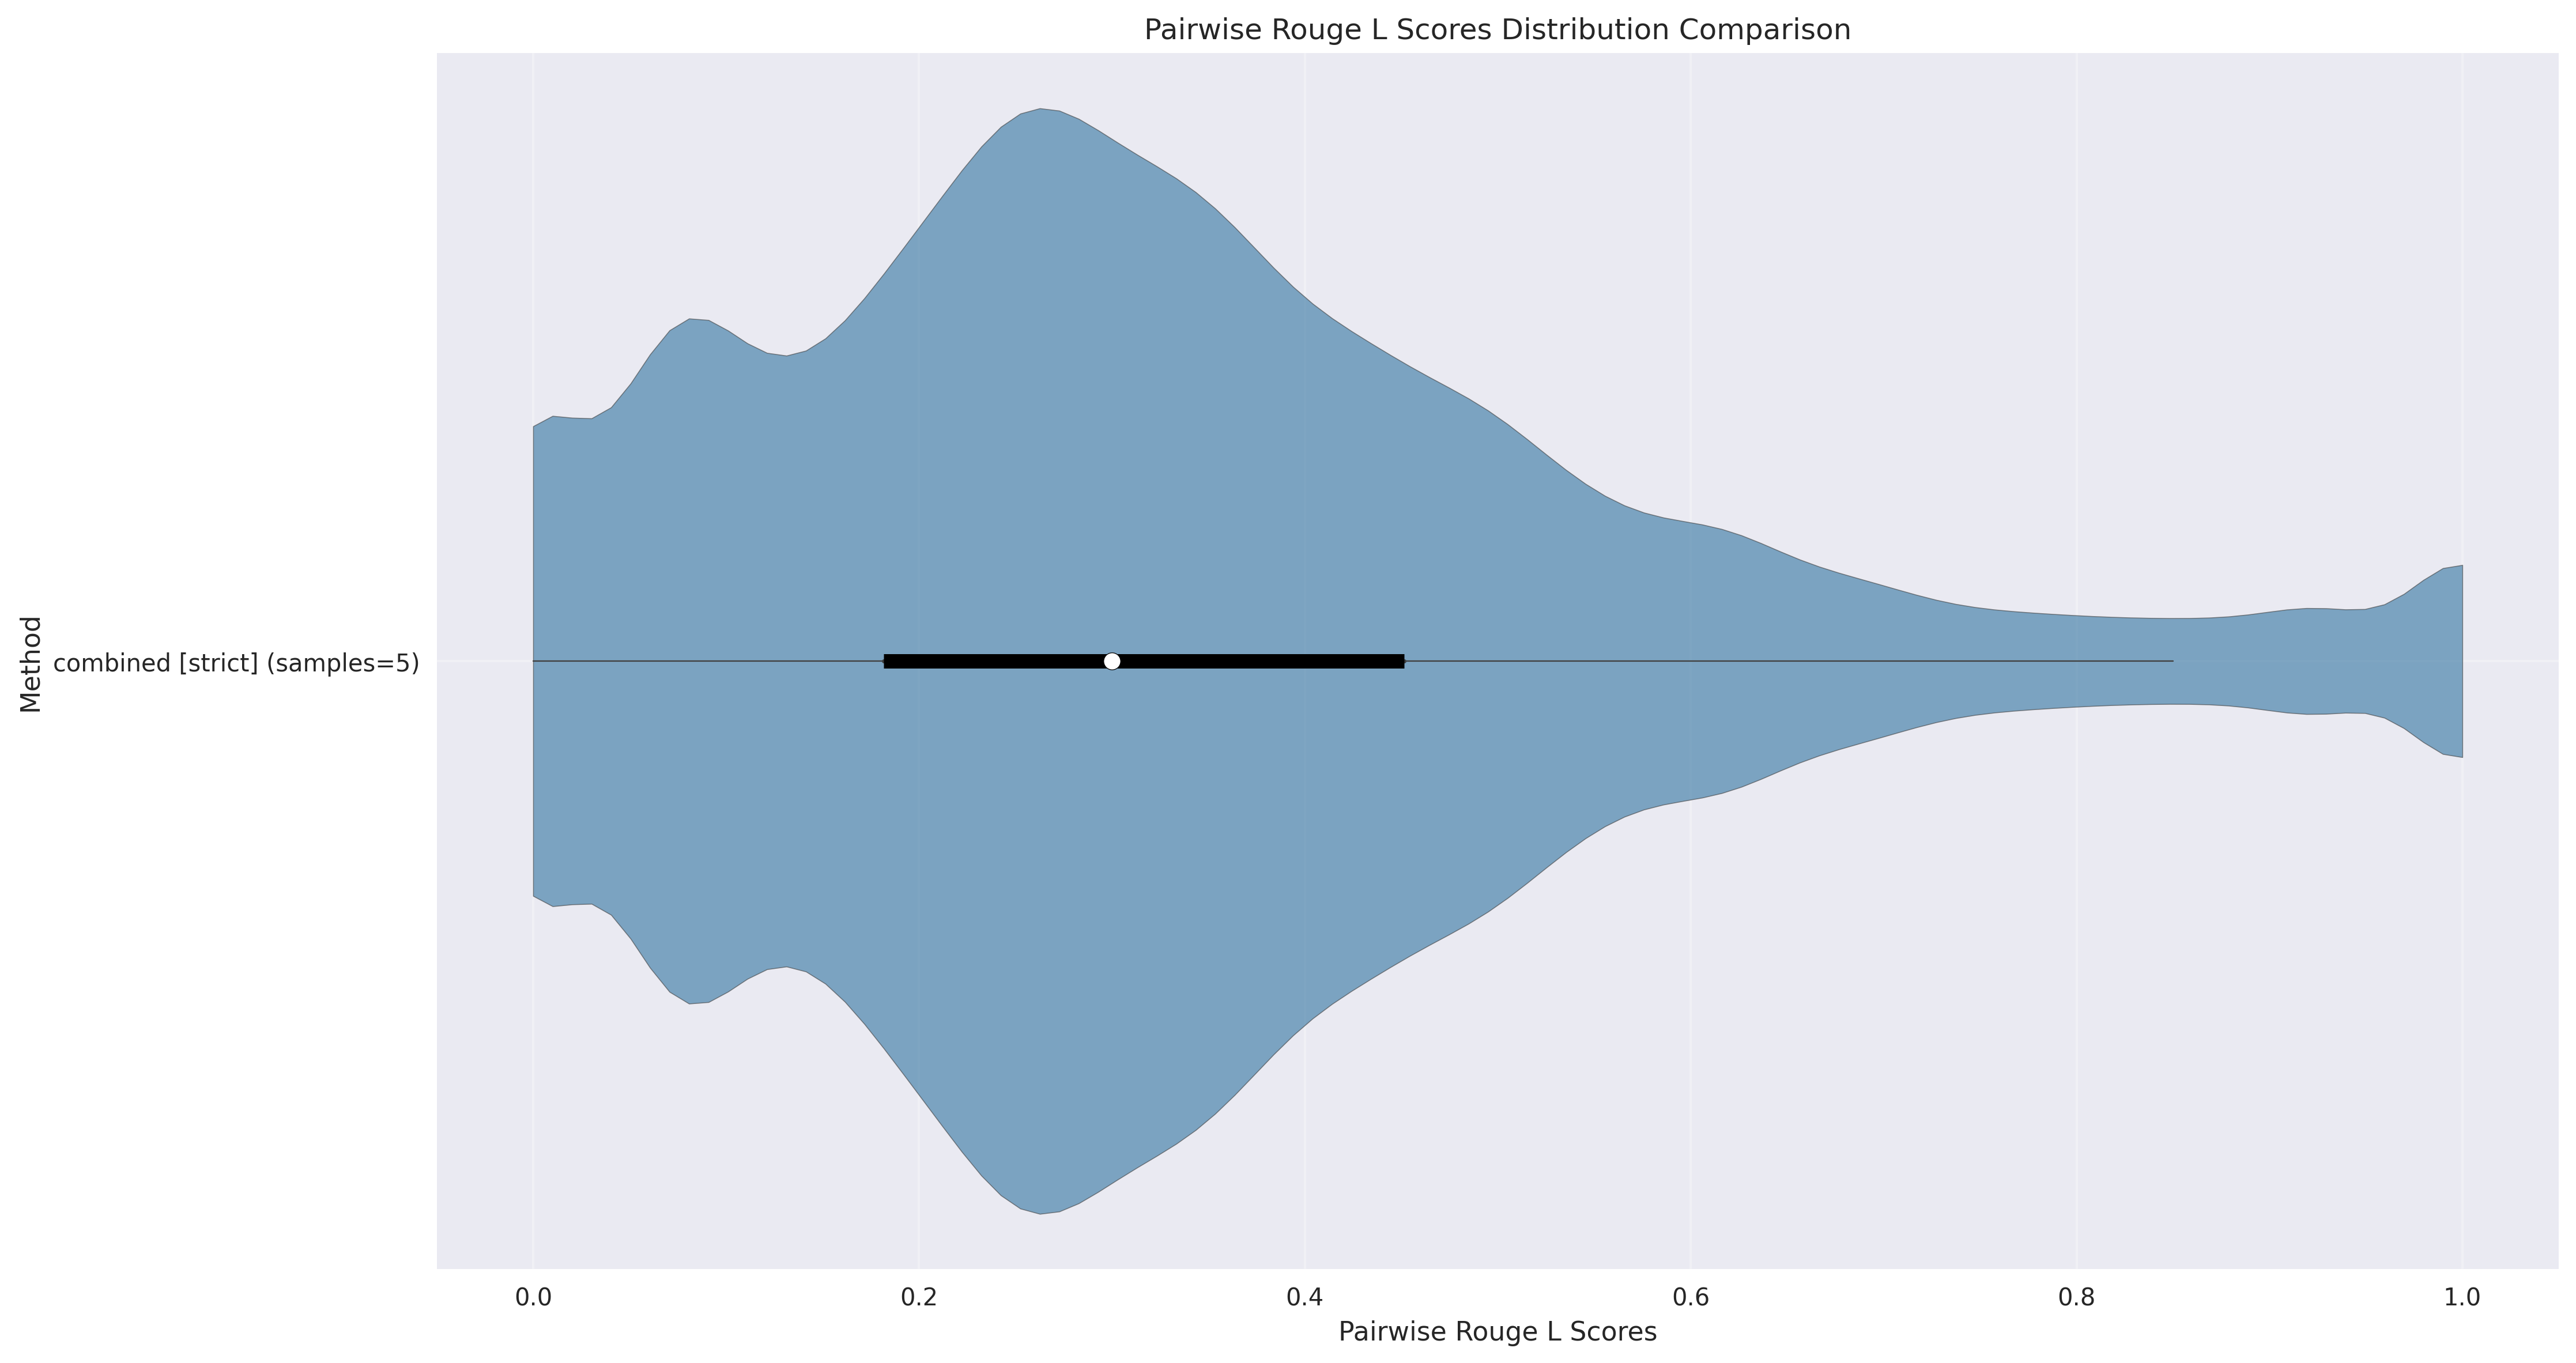 Pairwise Rouge L Scores Distribution Comparison
Method
combined [strict] (samples=5)
0.0 0.2 0.4 0.6 0.8 1.0
Pairwise Rouge L Scores